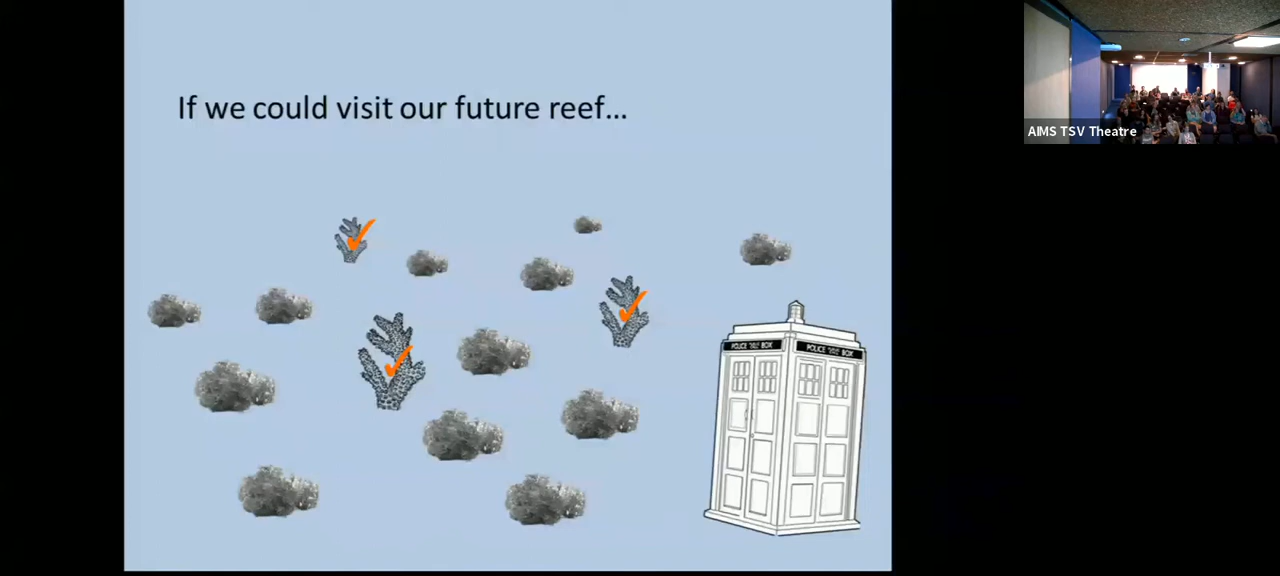 If we could visit our future reef...
AIMS TSV Theatre
POLICE BOX
POLICE BOX